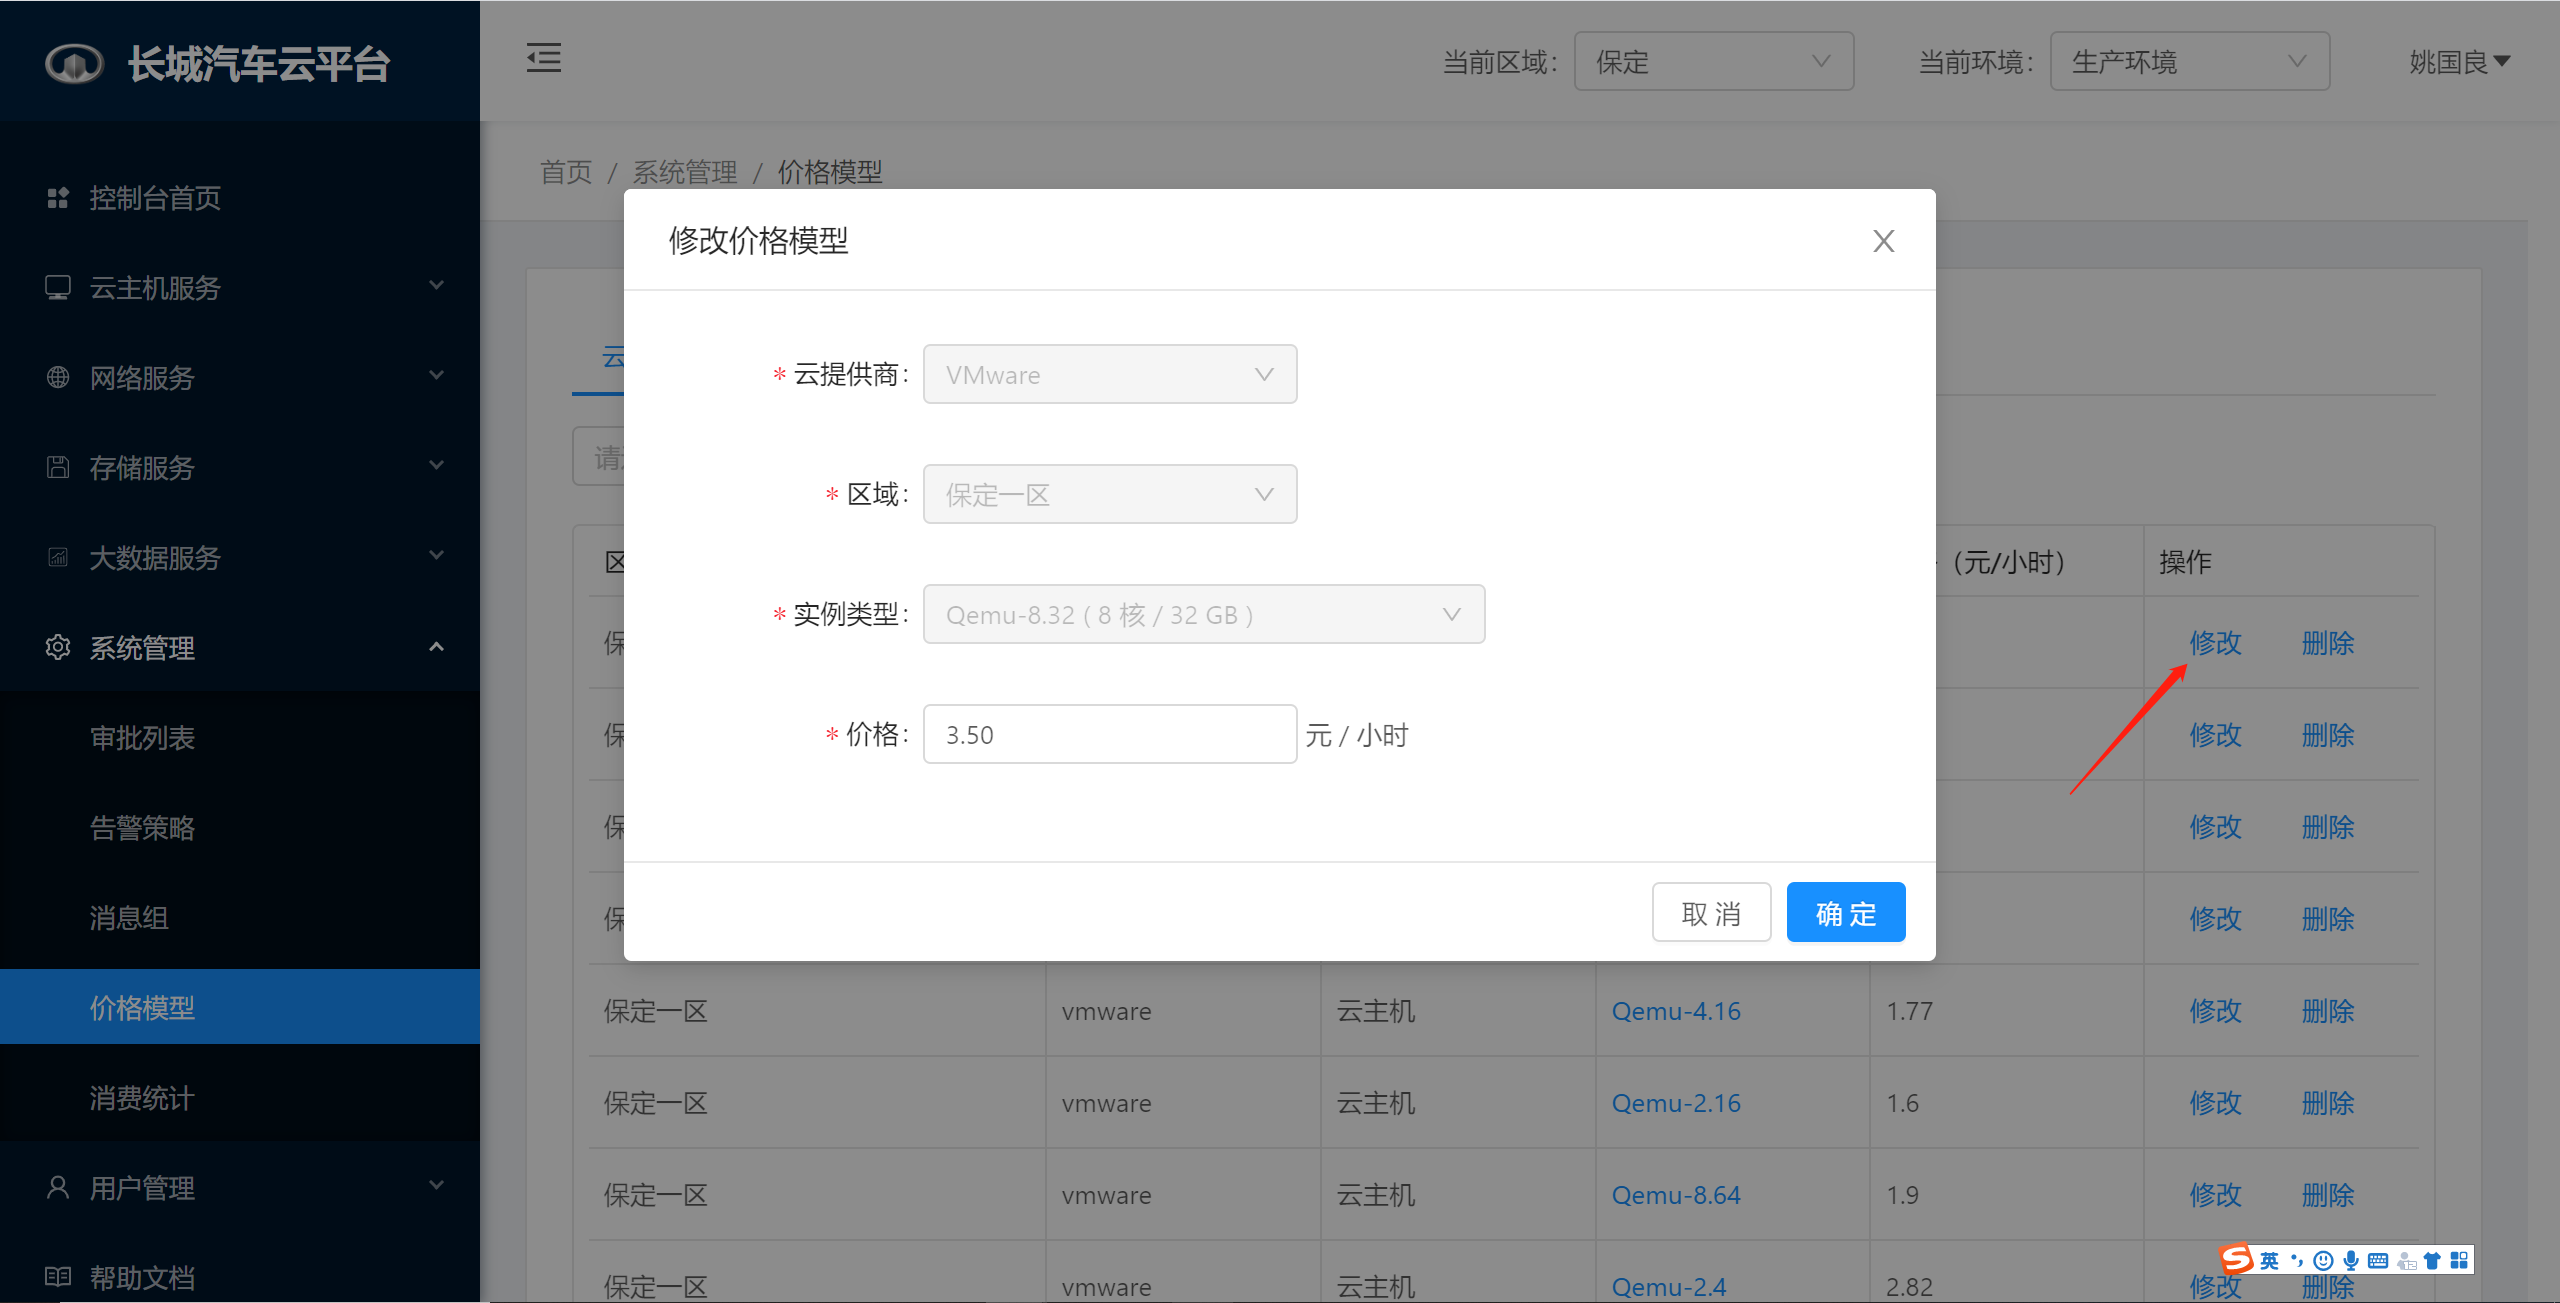 长城汽车云平台
当前区域：
保定
当前环境：
生产环境
姚国良
首页 / 系统管理 / 价格模型
控制台首页
云主机服务
网络服务
存储服务
大数据服务
系统管理
审批列表
告警策略
消息组
价格模型
消费统计
用户管理
帮助文档
修改价格模型
* 云提供商：
VMware
* 区域：
保定一区
* 实例类型：
Qemu-8.32 ( 8 核 / 32 GB )
* 价格：
3.50
元 / 小时
取 消
确 定
云
请
区
（元/小时）
操作
保
修改 删除
保
修改 删除
保
修改 删除
保
修改 删除
保定一区 vmware 云主机 Qemu-4.16 1.77 修改 删除
保定一区 vmware 云主机 Qemu-2.16 1.6 修改 删除
保定一区 vmware 云主机 Qemu-8.64 1.9 修改 删除
保定一区 vmware 云主机 Qemu-2.4 2.82 修改 删除
S 英